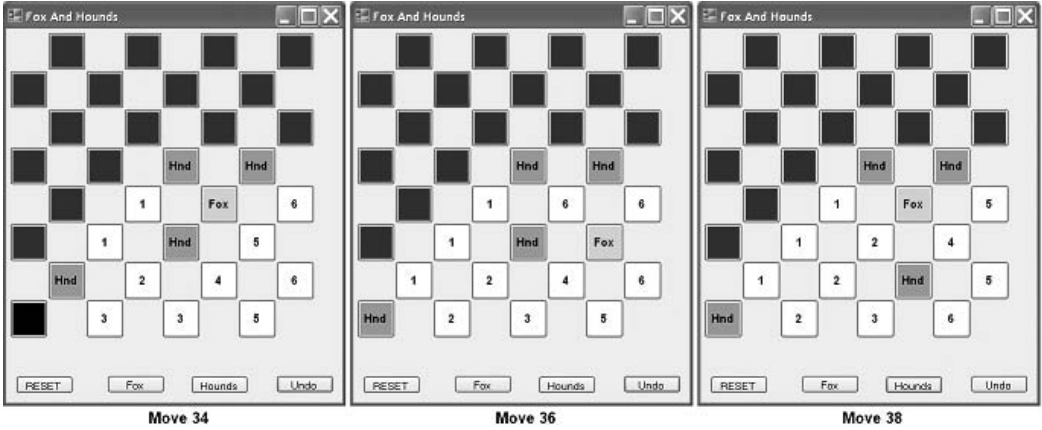 Fox And Hounds
Hnd Hnd
1 Fox 6
1 Hnd 5
Hnd 2 4 6
3 3 5
RESET Fox Hounds Undo
Move 34
Fox And Hounds
Hnd Hnd
1 6 6
1 Hnd Fox
1 2 4 6
Hnd 2 3 5
RESET Fox Hounds Undo
Move 36
Fox And Hounds
Hnd Hnd
1 Fox 5
1 2 4
1 2 Hnd 5
Hnd 2 3 6
RESET Fox Hounds Undo
Move 38